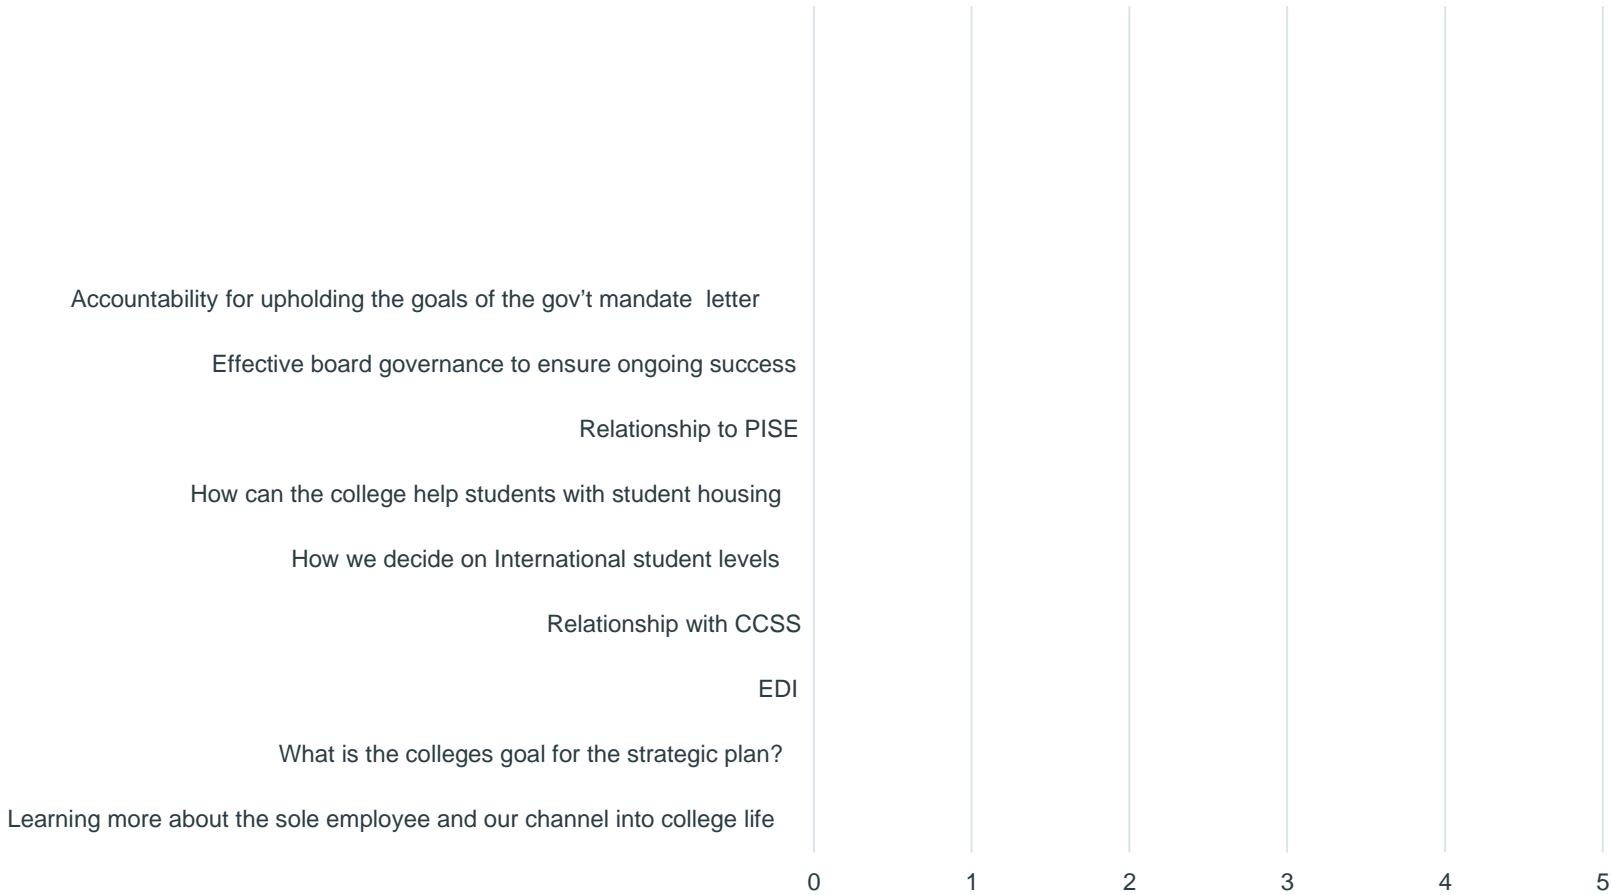 Accountability for upholding the goals of the gov’t mandate  letter
Effective board governance to ensure ongoing success
Relationship to PISE
How can the college help students with student housing
How we decide on International student levels
Relationship with CCSS
EDI
What is the colleges goal for the strategic plan?
Learning more about the sole employee and our channel into college life
0 1 2 3 4 5